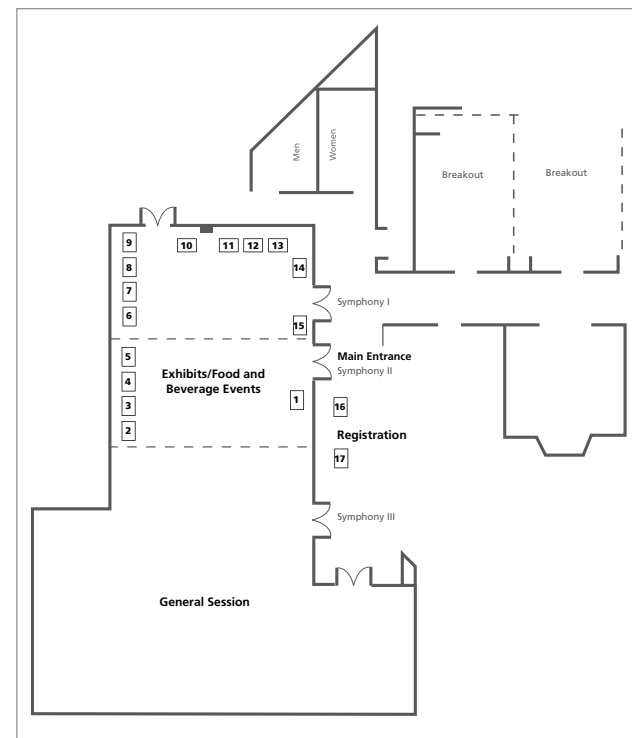 Men
Women
Breakout
Breakout
9
10
11
12
13
8
14
7
6
15
Symphony I
5
Main Entrance
Symphony II
4
Exhibits/Food and
Beverage Events
3
1
16
2
Registration
17
Symphony III
General Session